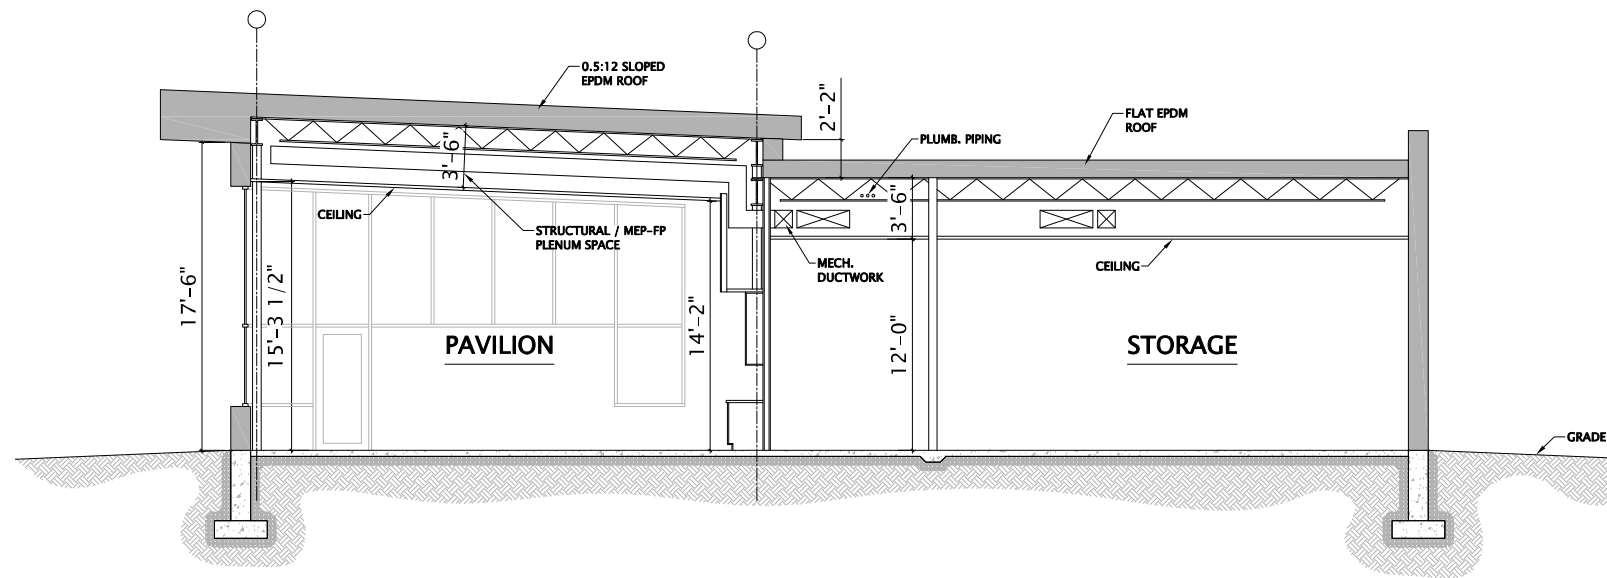 0.5:12 SLOPED
EPDM ROOF
2'-2"
FLAT EPDM
ROOF
PLUMB. PIPING
3'-6"
3'-6"
CEILING
STRUCTURAL / MEP-FP
PLENUM SPACE
MECH.
DUCTWORK
CEILING
17'-6"
15'-3 1/2"
14'-2"
12'-0"
PAVILION
STORAGE
GRADE